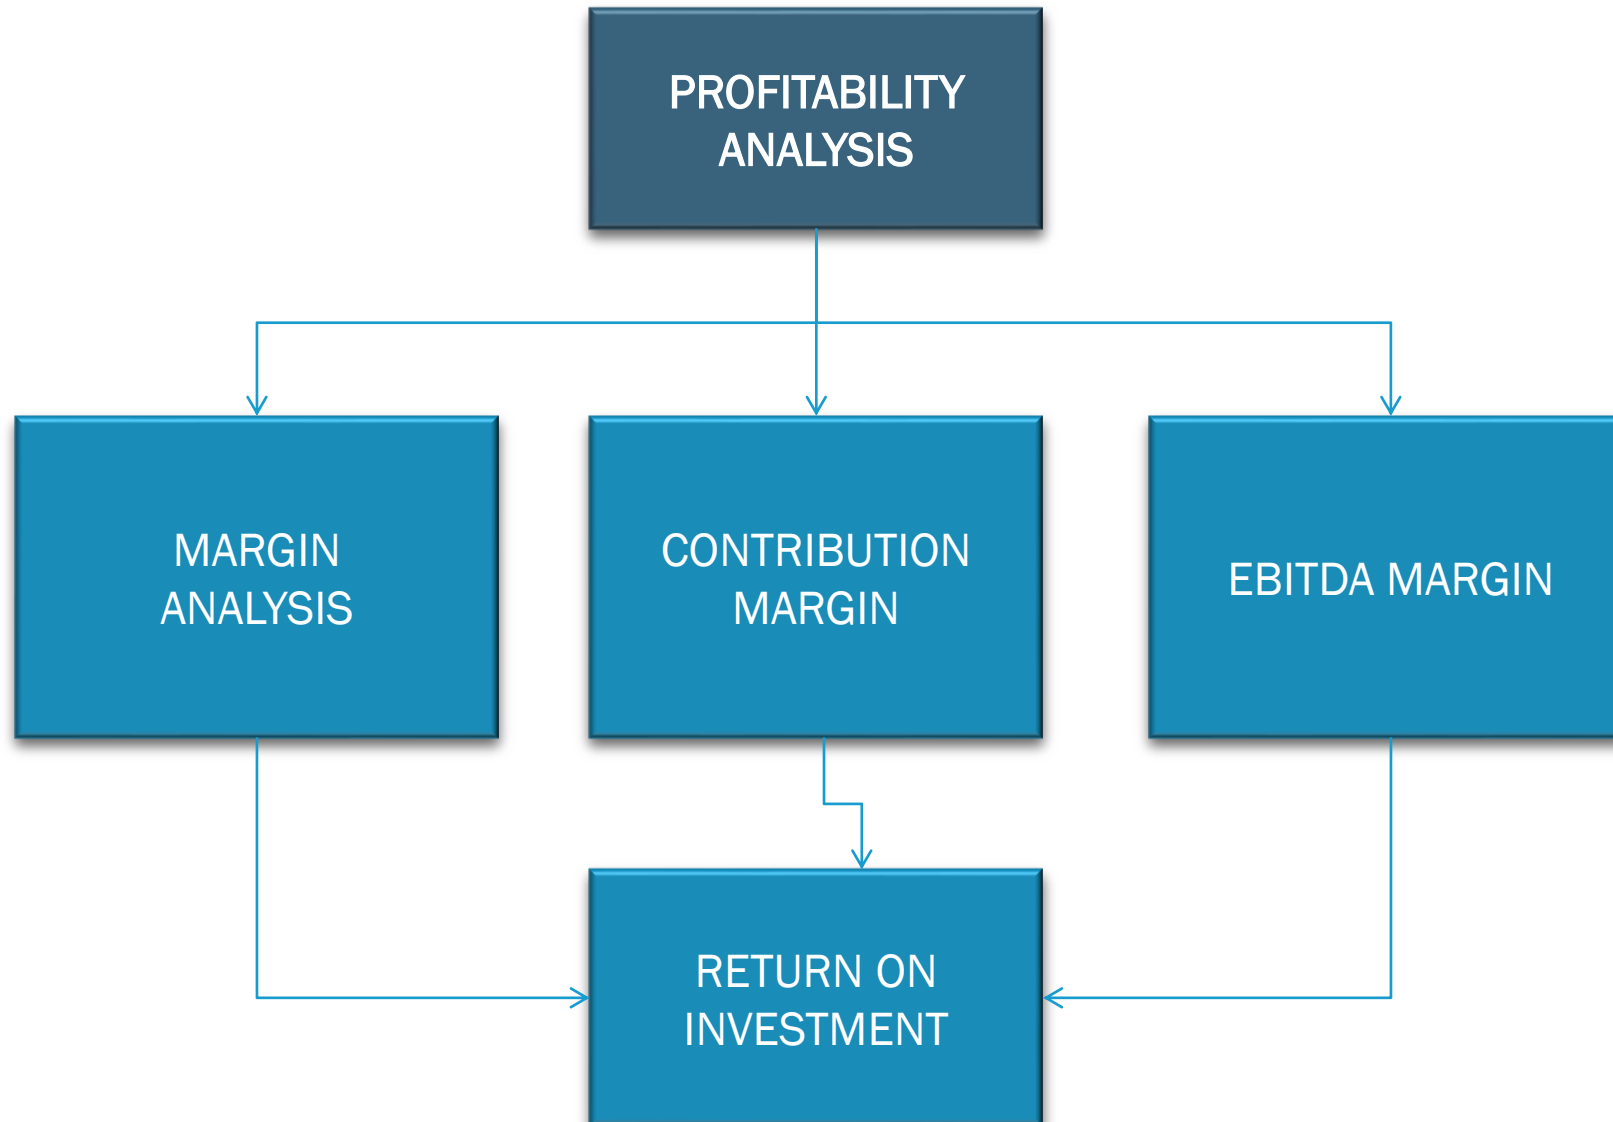 PROFITABILITY
ANALYSIS
MARGIN
ANALYSIS
CONTRIBUTION
MARGIN
EBITDA MARGIN
RETURN ON
INVESTMENT